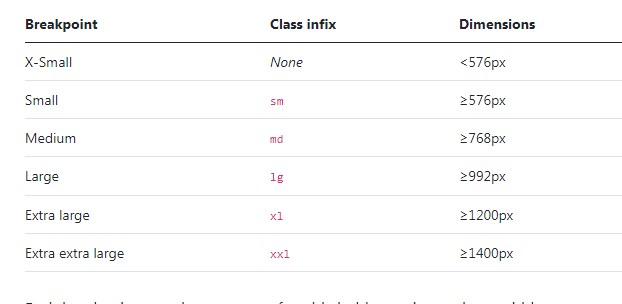 Breakpoint Class infix Dimensions
X-Small None <576px
Small sm ≥576px
Medium md ≥768px
Large lg ≥992px
Extra large xl ≥1200px
Extra extra large xxl ≥1400px